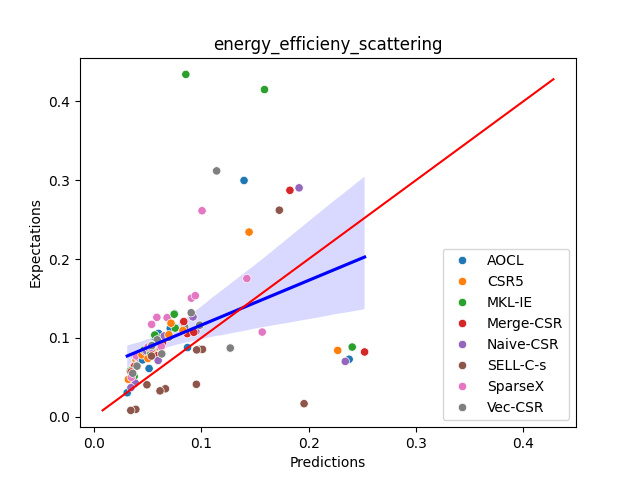 energy_efficieny_scattering
Expectations
0.4
0.3
0.2
0.1
0.0
AOCL
CSR5
MKL-IE
Merge-CSR
Naive-CSR
SELL-C-s
SparseX
Vec-CSR
0.0 0.1 0.2 0.3 0.4
Predictions